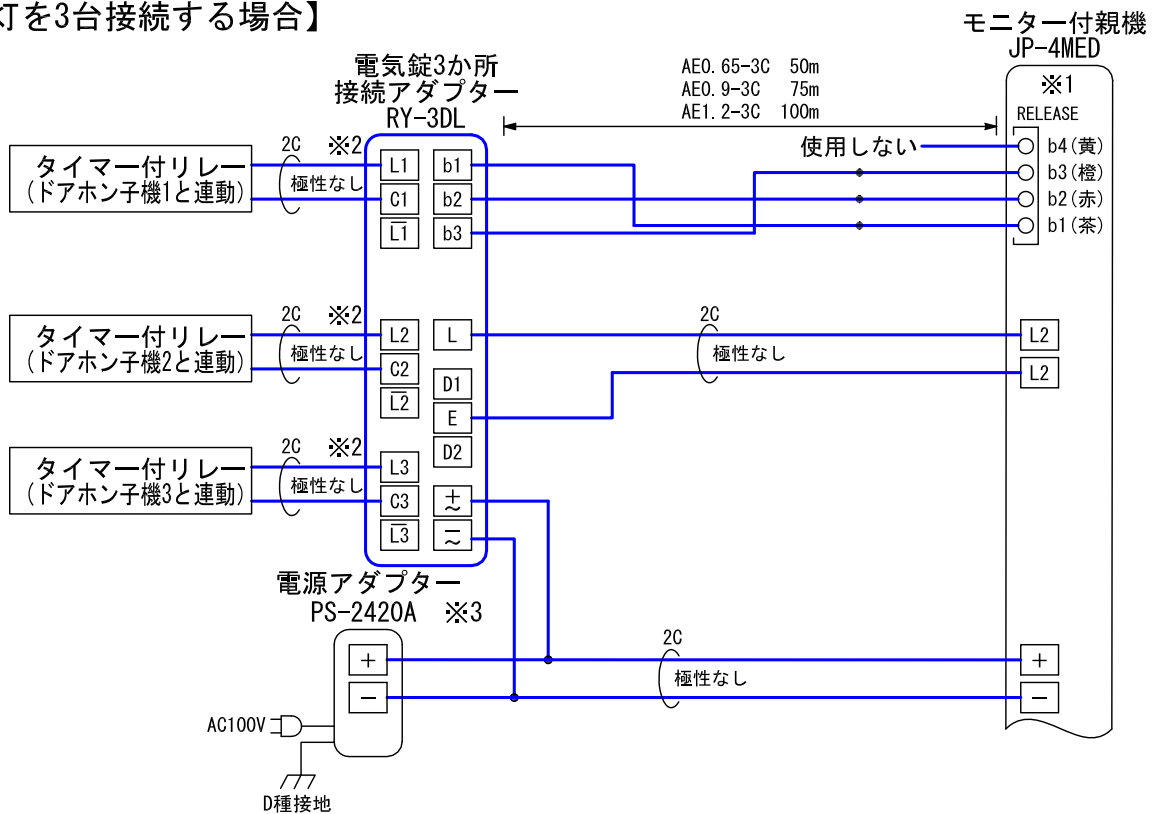 灯を3台接続する場合】
モニター付親機
JP-4MED
※1
RELEASE
b4(黄)
b3(橙)
b2(赤)
b1(茶)
使用しない
AE0.65-3C 50m
AE0.9-3C 75m
AE1.2-3C 100m
電気錠3か所
接続アダプター
RY-3DL
タイマー付リレー
(ドアホン子機1と連動)
2C ※2
極性なし
L1 b1
C1 b2
L1 b3
タイマー付リレー
(ドアホン子機2と連動)
2C ※2
極性なし
L2 L
C2
D1
L2
E
D2
2C
極性なし
L2
L2
タイマー付リレー
(ドアホン子機3と連動)
2C ※2
極性なし
L3
C3 +~
L3 -~
電源アダプター
PS-2420A ※3
+
-
2C
極性なし
+
-
AC100V
D種接地